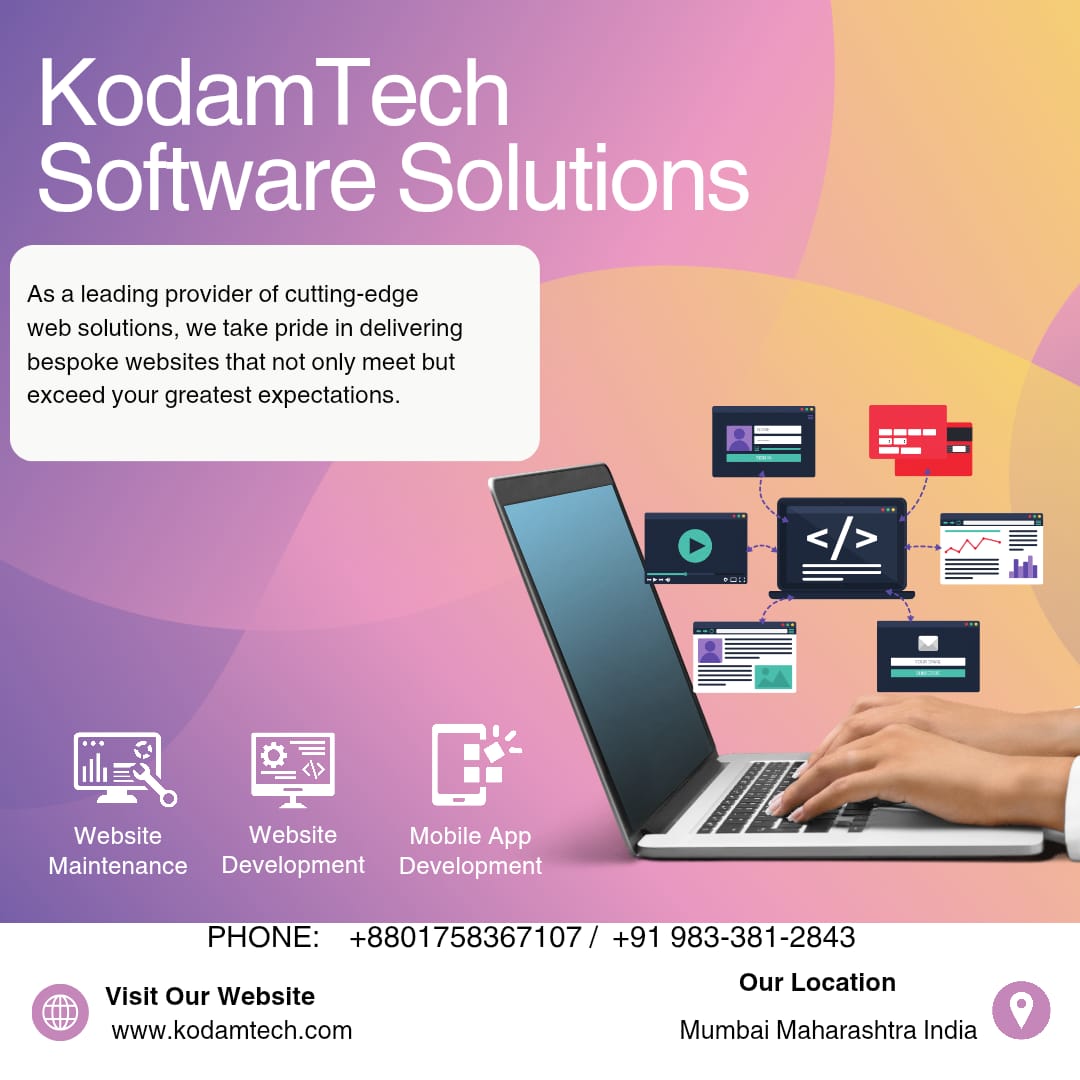 KodamTech
Software Solutions
As a leading provider of cutting-edge
web solutions, we take pride in delivering
bespoke websites that not only meet but
exceed your greatest expectations.
</>
Website
Maintenance
Website
Development
Mobile App
Development
PHONE: +8801758367107 / +91 983-381-2843
Visit Our Website
www.kodamtech.com
Our Location
Mumbai Maharashtra India